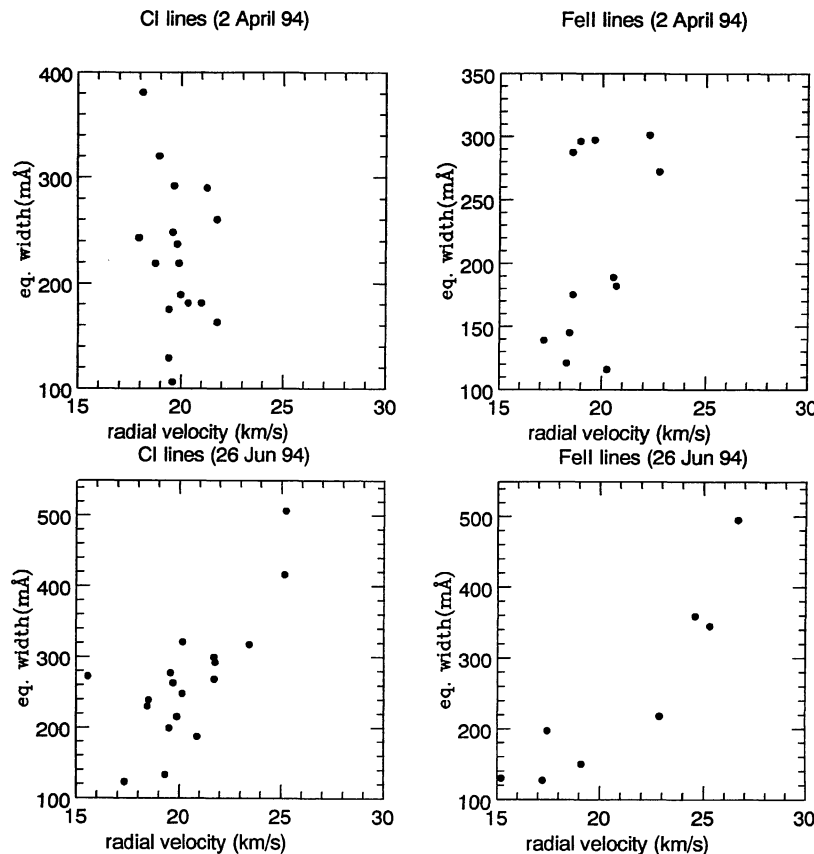 CI lines (2 April 94)
400
300
200
100
eq. width(mÅ)
15 20 25 30
radial velocity (km/s)
FeII lines (2 April 94)
350
300
250
200
150
100
eq. width(mÅ)
15 20 25 30
radial velocity (km/s)
CI lines (26 Jun 94)
500
400
300
200
100
eq. width(mÅ)
15 20 25 30
radial velocity (km/s)
FeII lines (26 Jun 94)
500
400
300
200
100
eq. width(mÅ)
15 20 25 30
radial velocity (km/s)